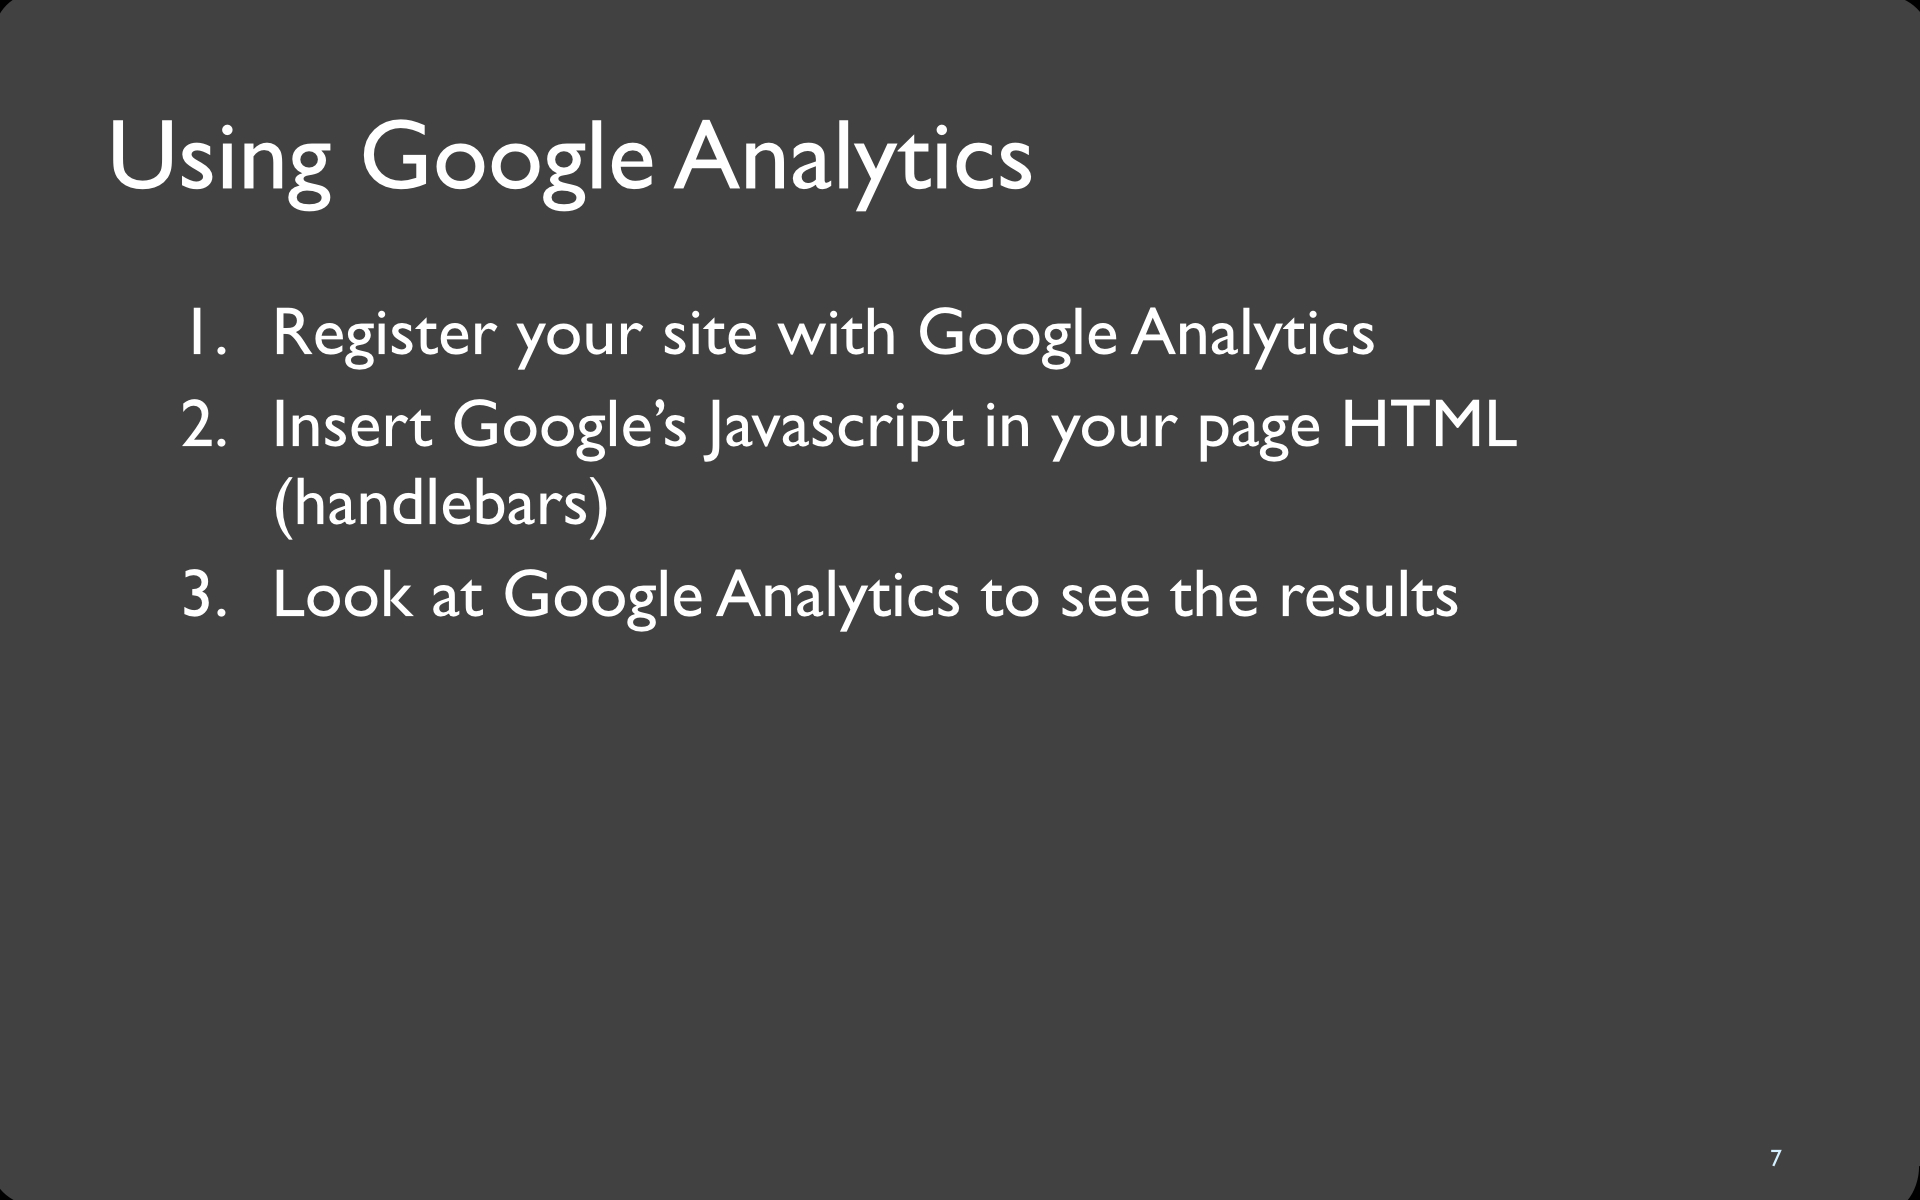 Using Google Analytics
1. Register your site with Google Analytics
2. Insert Google’s Javascript in your page HTML
(handlebars)
3. Look at Google Analytics to see the results
7